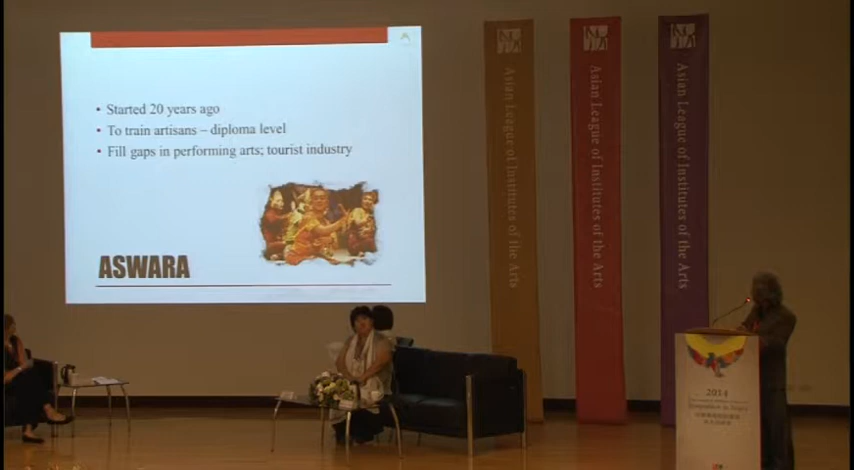 • Started 20 years ago
• To train artisans – diploma level
• Fill gaps in performing arts; tourist industry
ASWARA
Asian League of Institutes of the Arts
Asian League of Institutes of the Arts
Asian League of Institutes of the Arts
2014